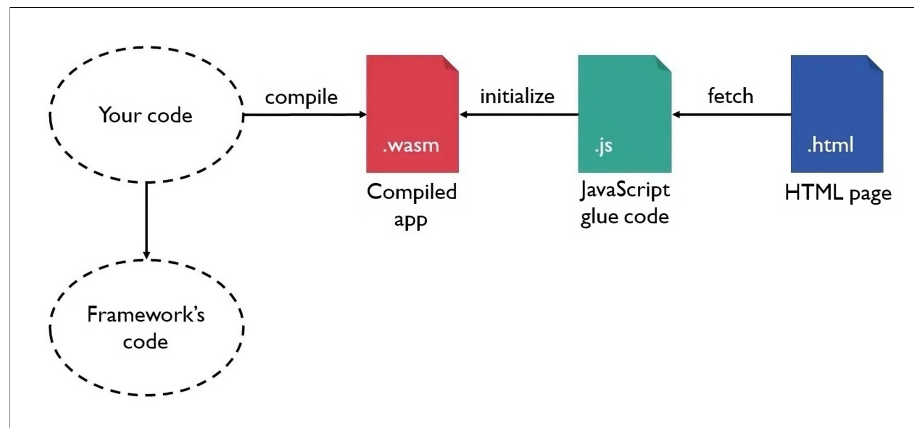 Your code
compile
.wasm
Compiled
app
initialize
.js
JavaScript
glue code
fetch
.html
HTML page
Framework's
code